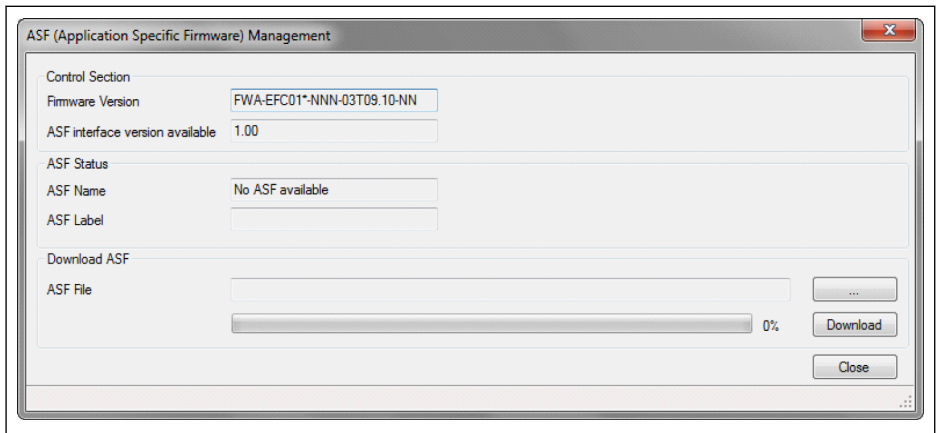 ASF (Application Specific Firmware) Management
Control Section
Firmware Version FWA-EFC01*-NNN-03T09.10-NN
ASF interface version available 1.00
ASF Status
ASF Name No ASF available
ASF Label
Download ASF
ASF File ...
0% Download
Close